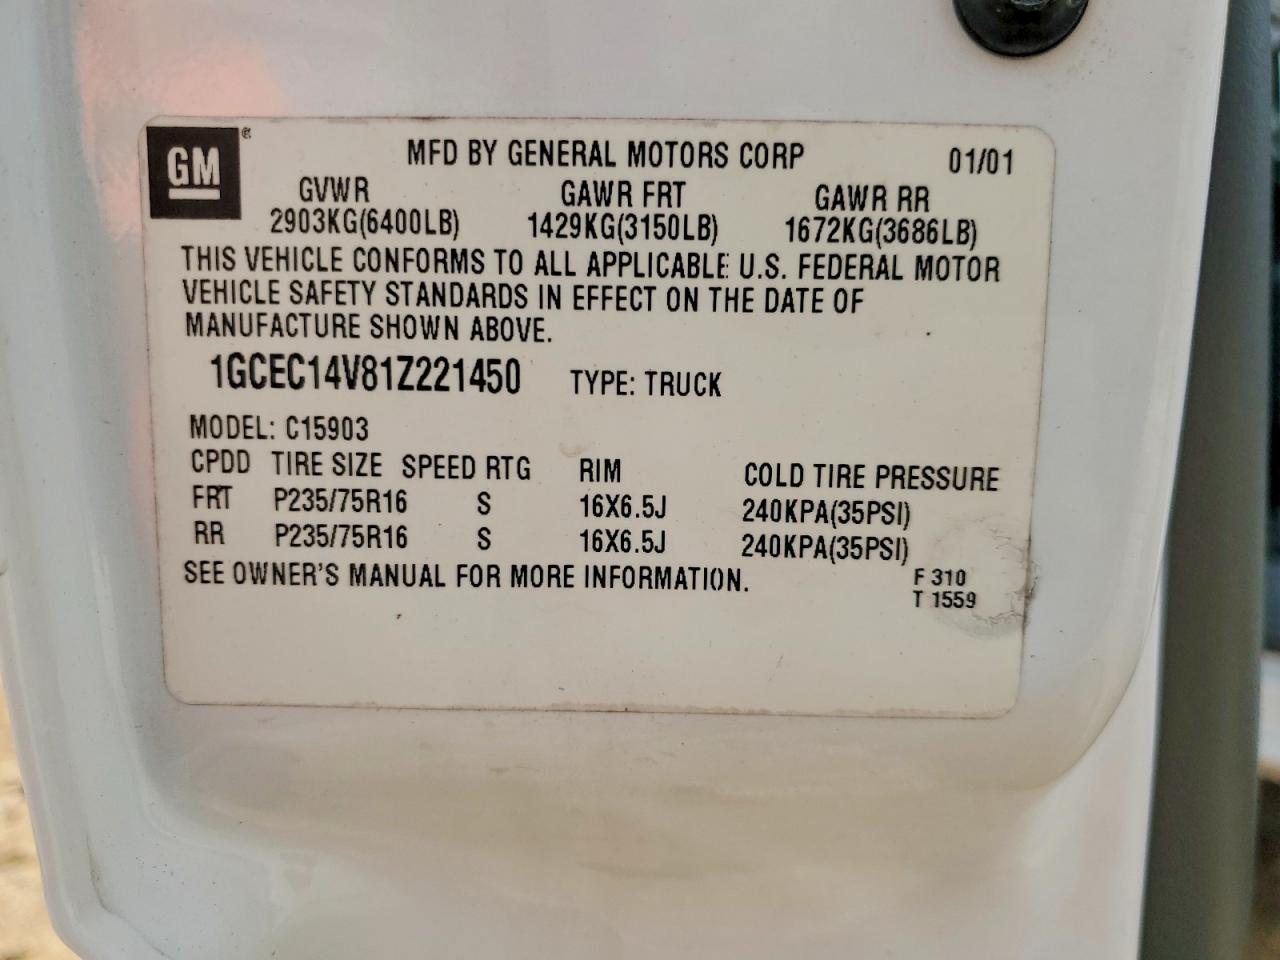 GM®
MFD BY GENERAL MOTORS CORP 01/01
GVWR GAWR FRT GAWR RR
2903KG(6400LB) 1429KG(3150LB) 1672KG(3686LB)
THIS VEHICLE CONFORMS TO ALL APPLICABLE U.S. FEDERAL MOTOR
VEHICLE SAFETY STANDARDS IN EFFECT ON THE DATE OF
MANUFACTURE SHOWN ABOVE.
1GCEC14V81Z221450 TYPE: TRUCK
MODEL: C15903
CPDD TIRE SIZE SPEED RTG RIM COLD TIRE PRESSURE
FRT P235/75R16 S 16X6.5J 240KPA(35PSI)
RR P235/75R16 S 16X6.5J 240KPA(35PSI)
SEE OWNER'S MANUAL FOR MORE INFORMATION.
F 310
T 1559